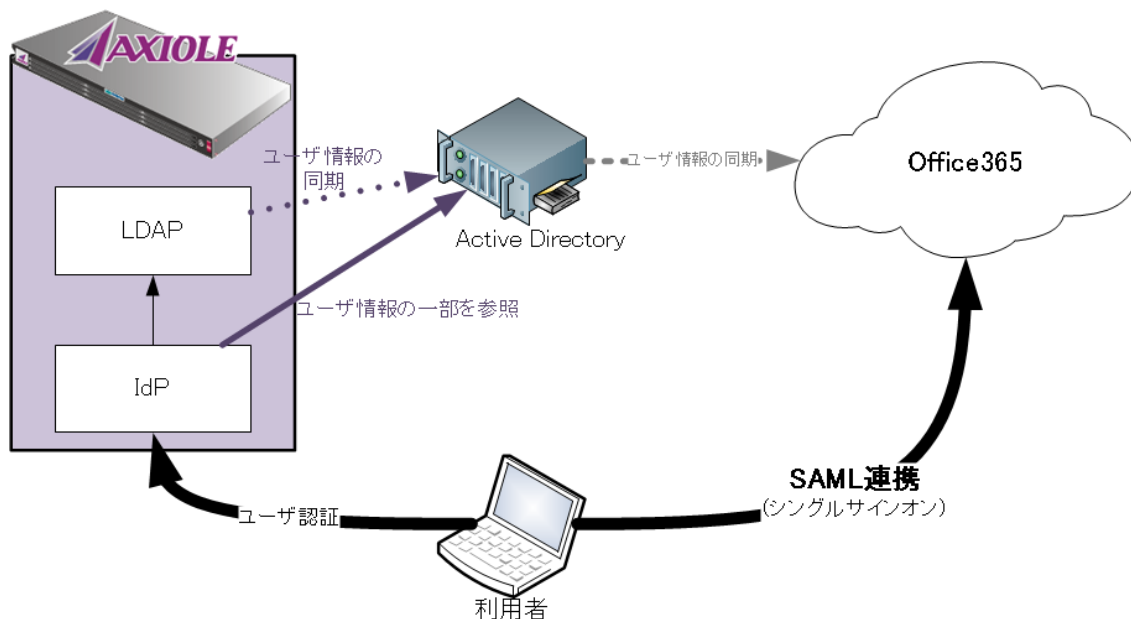 AXIOLE
ユーザ情報の
同期
LDAP
IdP
Active Directory
ユーザ情報の同期
Office365
ユーザ情報の一部を参照
ユーザ認証
SAML連携
(シングルサインオン)
利用者